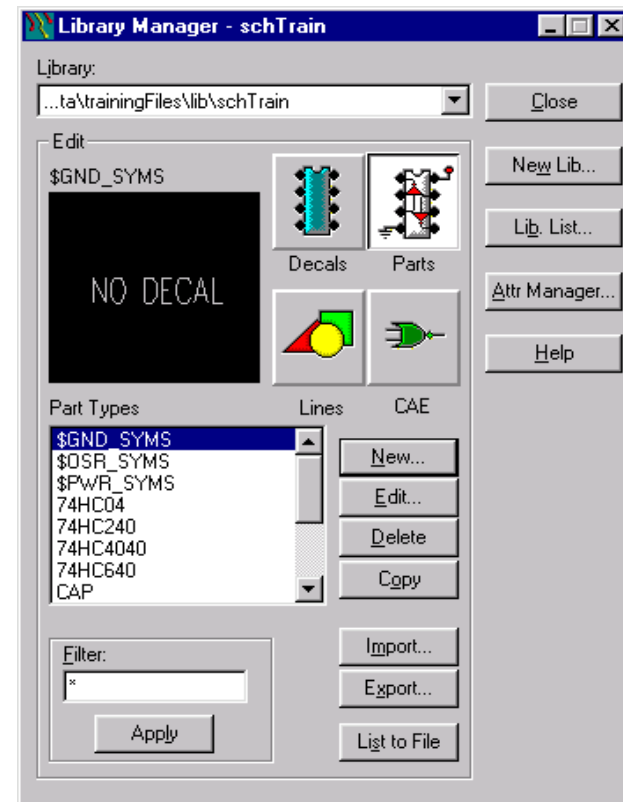 Library Manager - schTrain
Library:
...ta\trainingFiles\lib\schTrain
Close
Edit
$GND_SYMS
New Lib...
NO DECAL
Lib. List...
Decals
Parts
Attr Manager...
Help
Part Types
Lines
CAE
$GND_SYMS
$OSR_SYMS
$PWR_SYMS
74HC04
74HC240
74HC4040
74HC640
CAP
New...
Edit...
Delete
Copy
Filter:
*
Apply
Import...
Export...
List to File